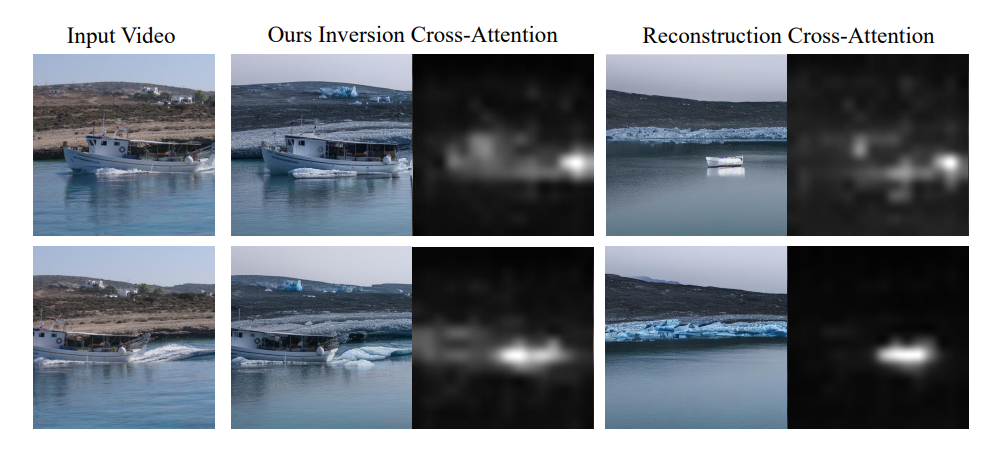 Input Video
Ours Inversion Cross-Attention
Reconstruction Cross-Attention